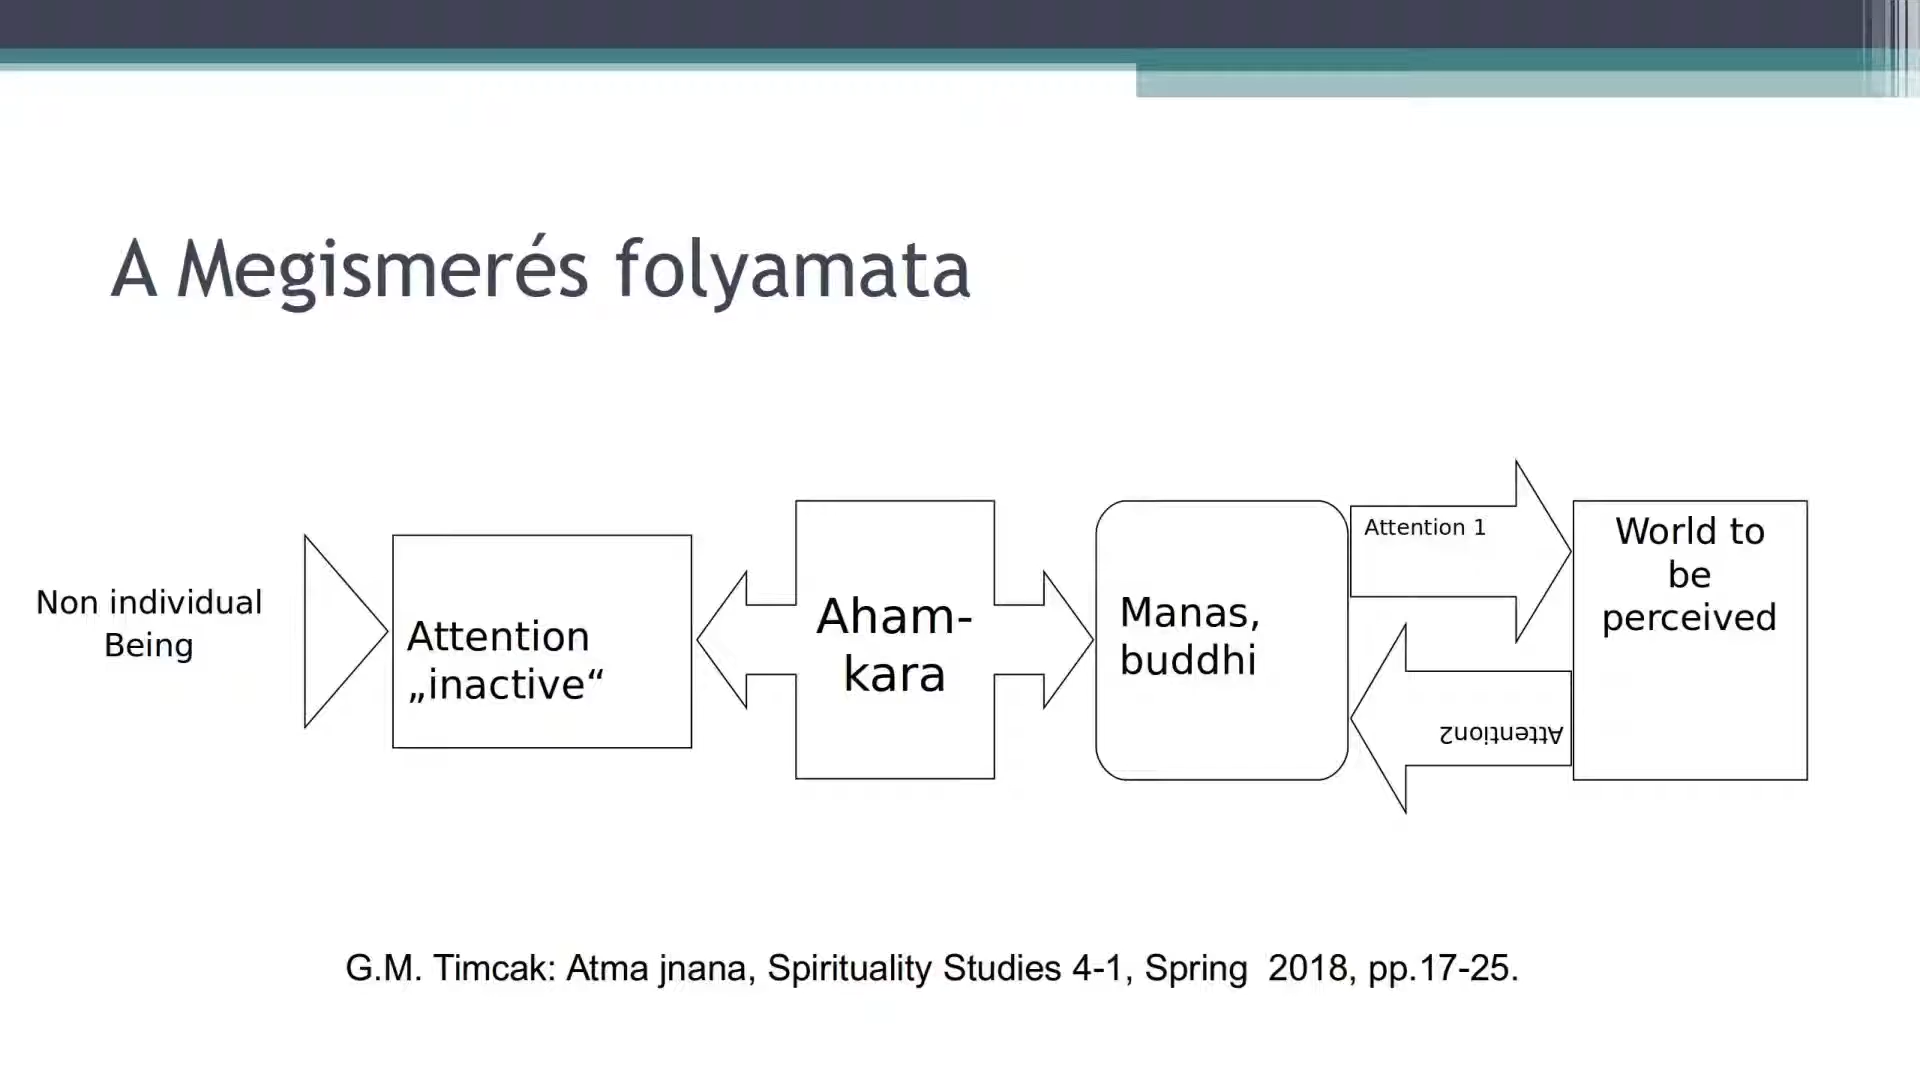 A Megismerés folyamata
Non individual
Being
Attention
„inactive“
Aham-
kara
Manas,
buddhi
Attention 1
Attention2
World to
be
perceived
G.M. Timcak: Atma jnana, Spirituality Studies 4-1, Spring  2018, pp.17-25.